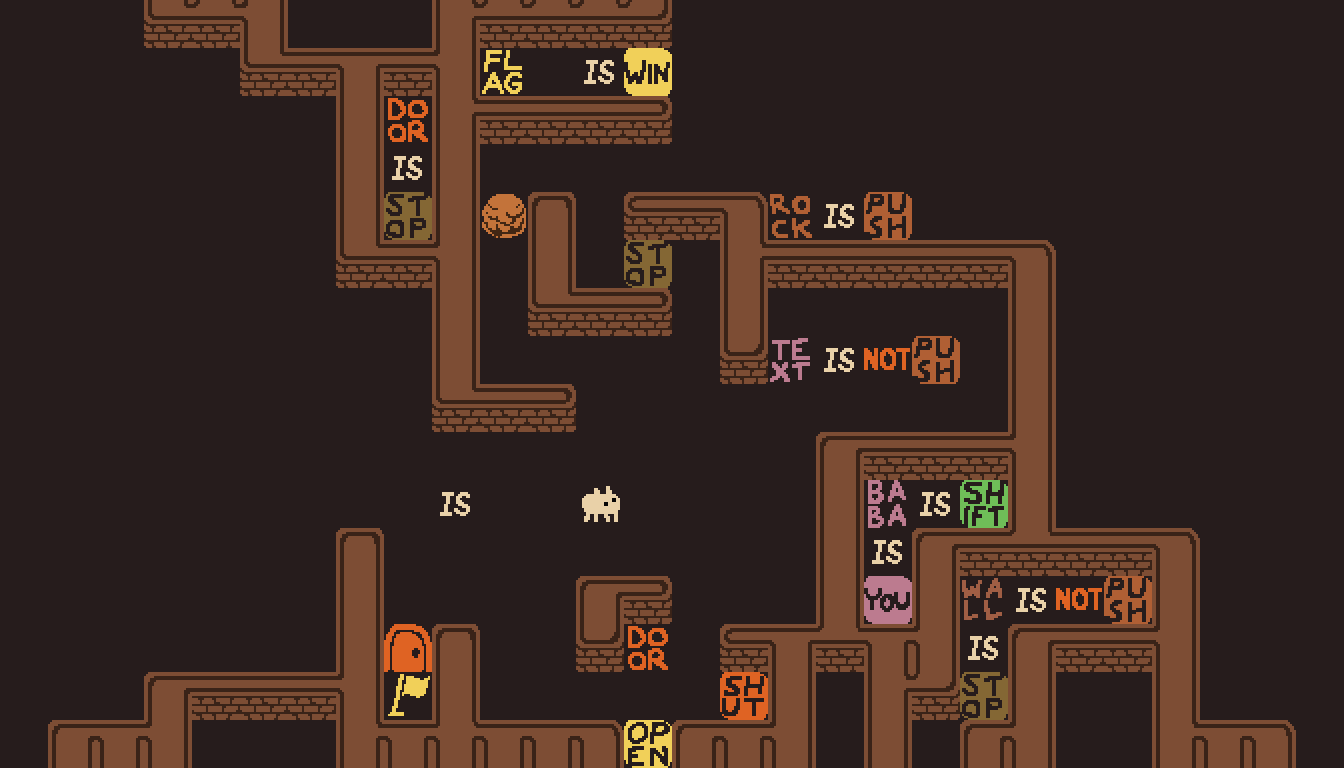 FLAG IS WIN
DOOR
IS
STOP
ROCK IS PUSH
STOP
TEXT IS NOT PUSH
IS
BABA IS SHIFT
IS
YOU
WALL IS NOT PUSH
IS
STOP
DOOR
SHUT
OPEN